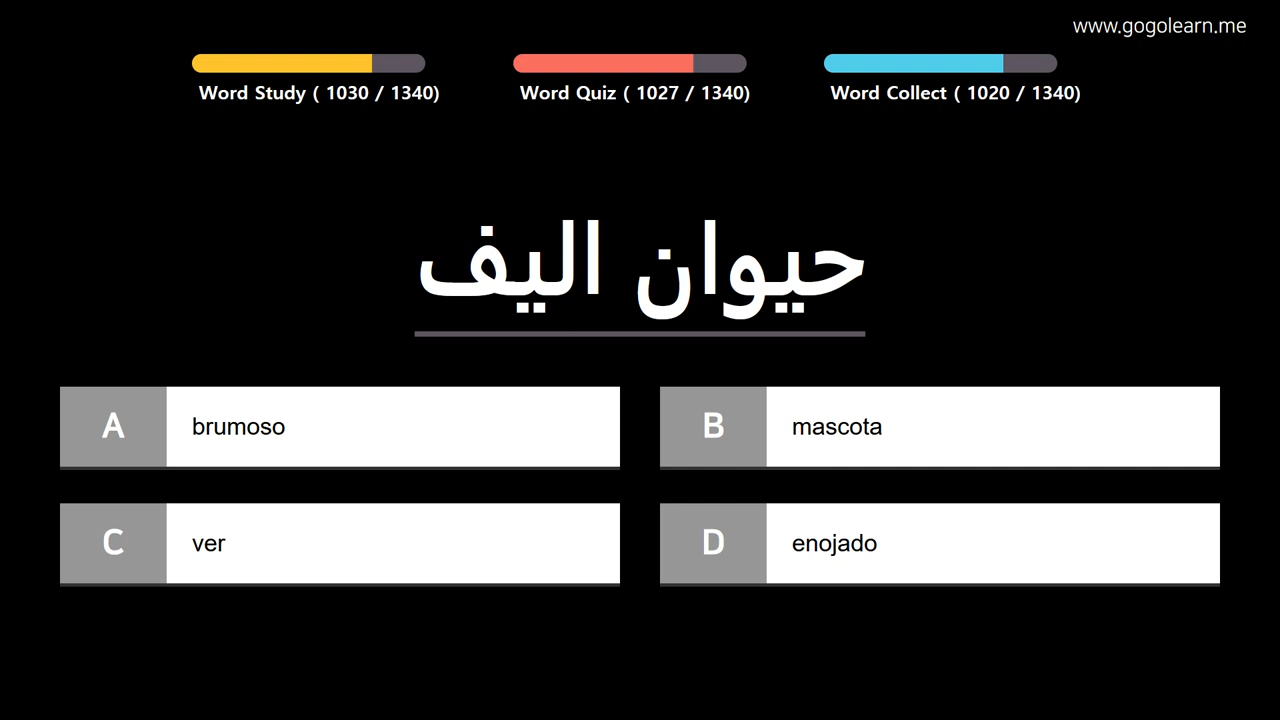 www.gogolearn.me
Word Study ( 1030 / 1340)
Word Quiz ( 1027 / 1340)
Word Collect ( 1020 / 1340)
حيوان اليف
A brumoso
B mascota
C ver
D enojado